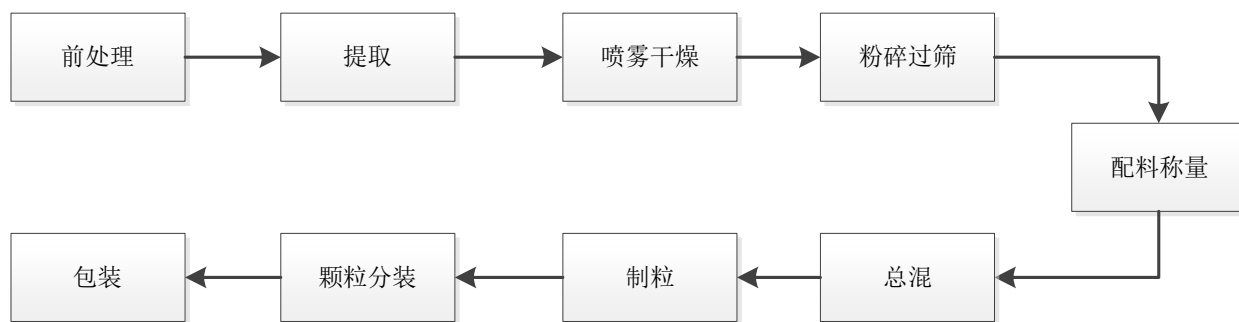 前处理
提取
喷雾干燥
粉碎过筛
配料称量
总混
制粒
颗粒分装
包装